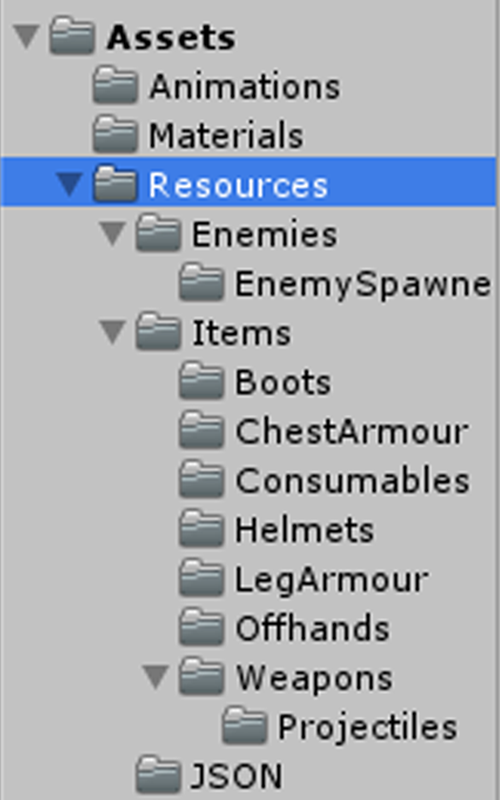 Assets
Animations
Materials
Resources
Enemies
EnemySpawne
Items
Boots
ChestArmour
Consumables
Helmets
LegArmour
Offhands
Weapons
Projectiles
JSON